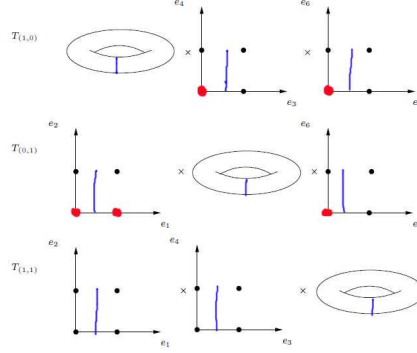 T(1,0) × e4 e3 × e6 e
T(0,1) e2 e1 × × e6 e
T(1,1) e2 e1 × e4 e3 ×